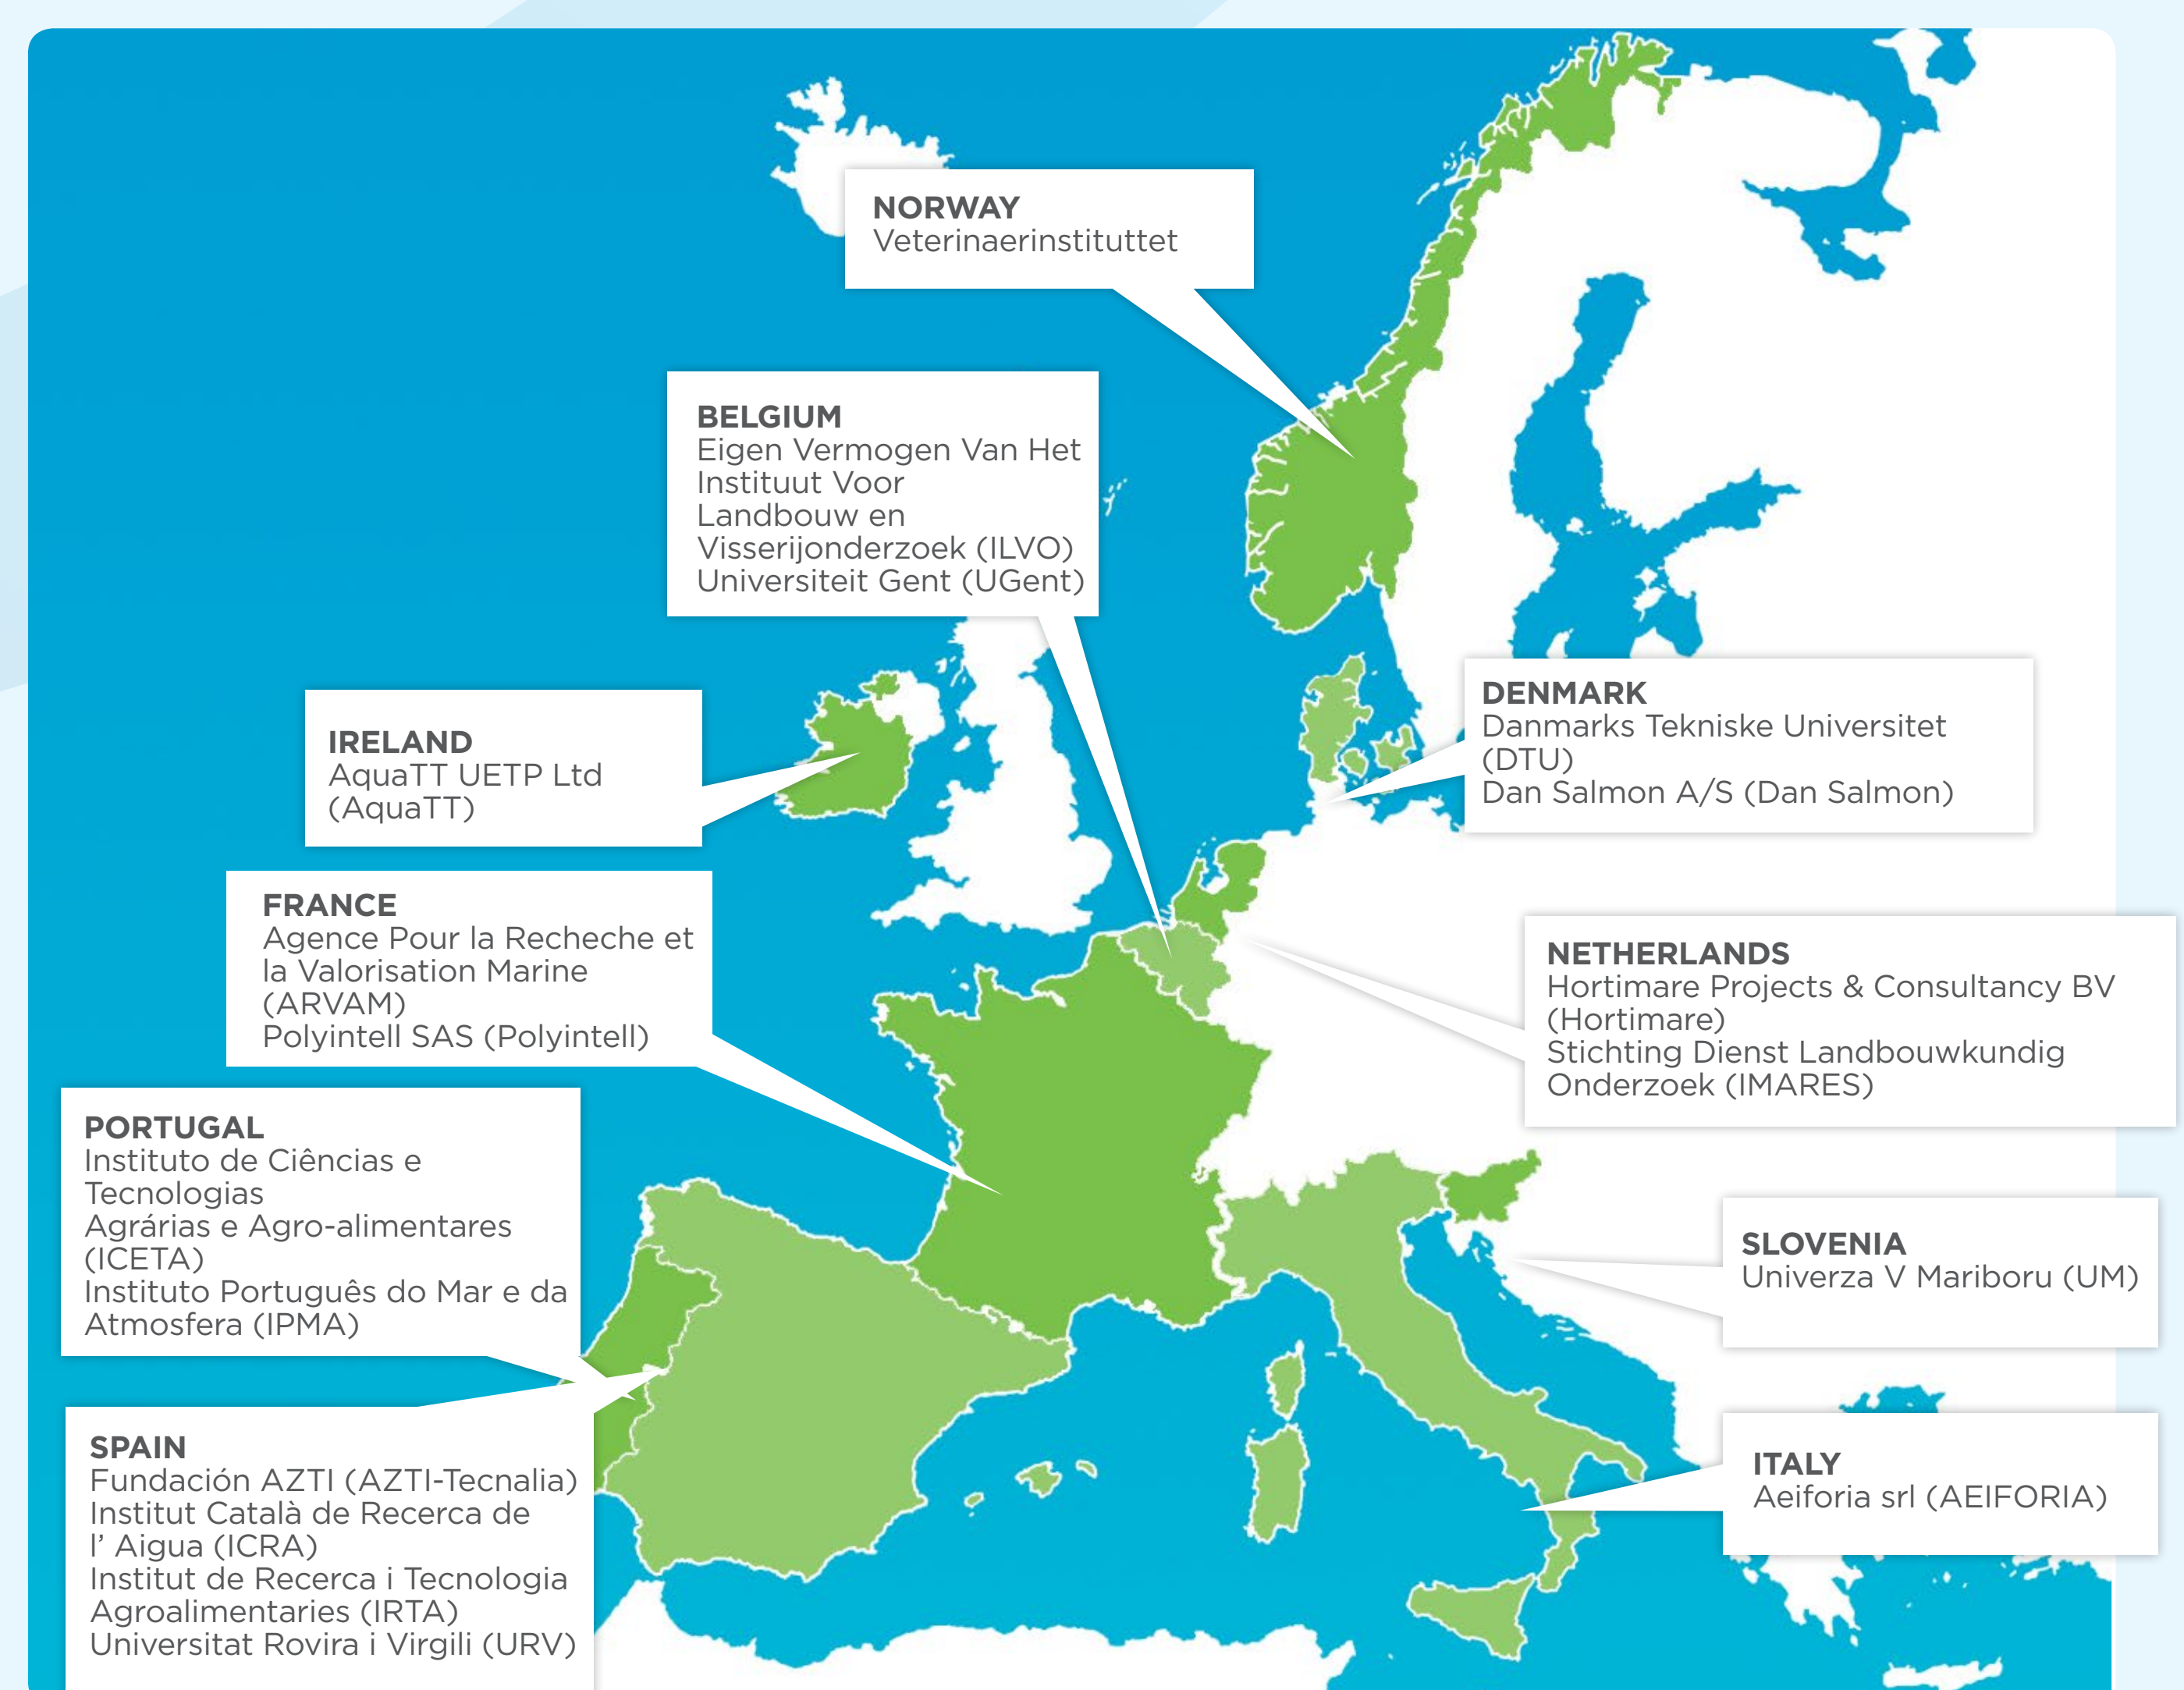 NORWAY
Veterinaerinstituttet
BELGIUM
Eigen Vermogen Van Het
Instituut Voor
Landbouw en
Visserijonderzoek (ILVO)
Universiteit Gent (UGent)
IRELAND
AquaTT UETP Ltd
(AquaTT)
DENMARK
Danmarks Tekniske Universitet
(DTU)
Dan Salmon A/S (Dan Salmon)
FRANCE
Agence Pour la Recheche et
la Valorisation Marine
(ARVAM)
Polyintell SAS (Polyintell)
NETHERLANDS
Hortimare Projects & Consultancy BV
(Hortimare)
Stichting Dienst Landbouwkundig
Onderzoek (IMARES)
PORTUGAL
Instituto de Ciências e
Tecnologias
Agrárias e Agro-alimentares
(ICETA)
Instituto Português do Mar e da
Atmosfera (IPMA)
SLOVENIA
Univerza V Mariboru (UM)
SPAIN
Fundación AZTI (AZTI-Tecnalia)
Institut Català de Recerca de
l’ Aigua (ICRA)
Institut de Recerca i Tecnologia
Agroalimentaries (IRTA)
Universitat Rovira i Virgili (URV)
ITALY
Aeiforia srl (AEIFORIA)